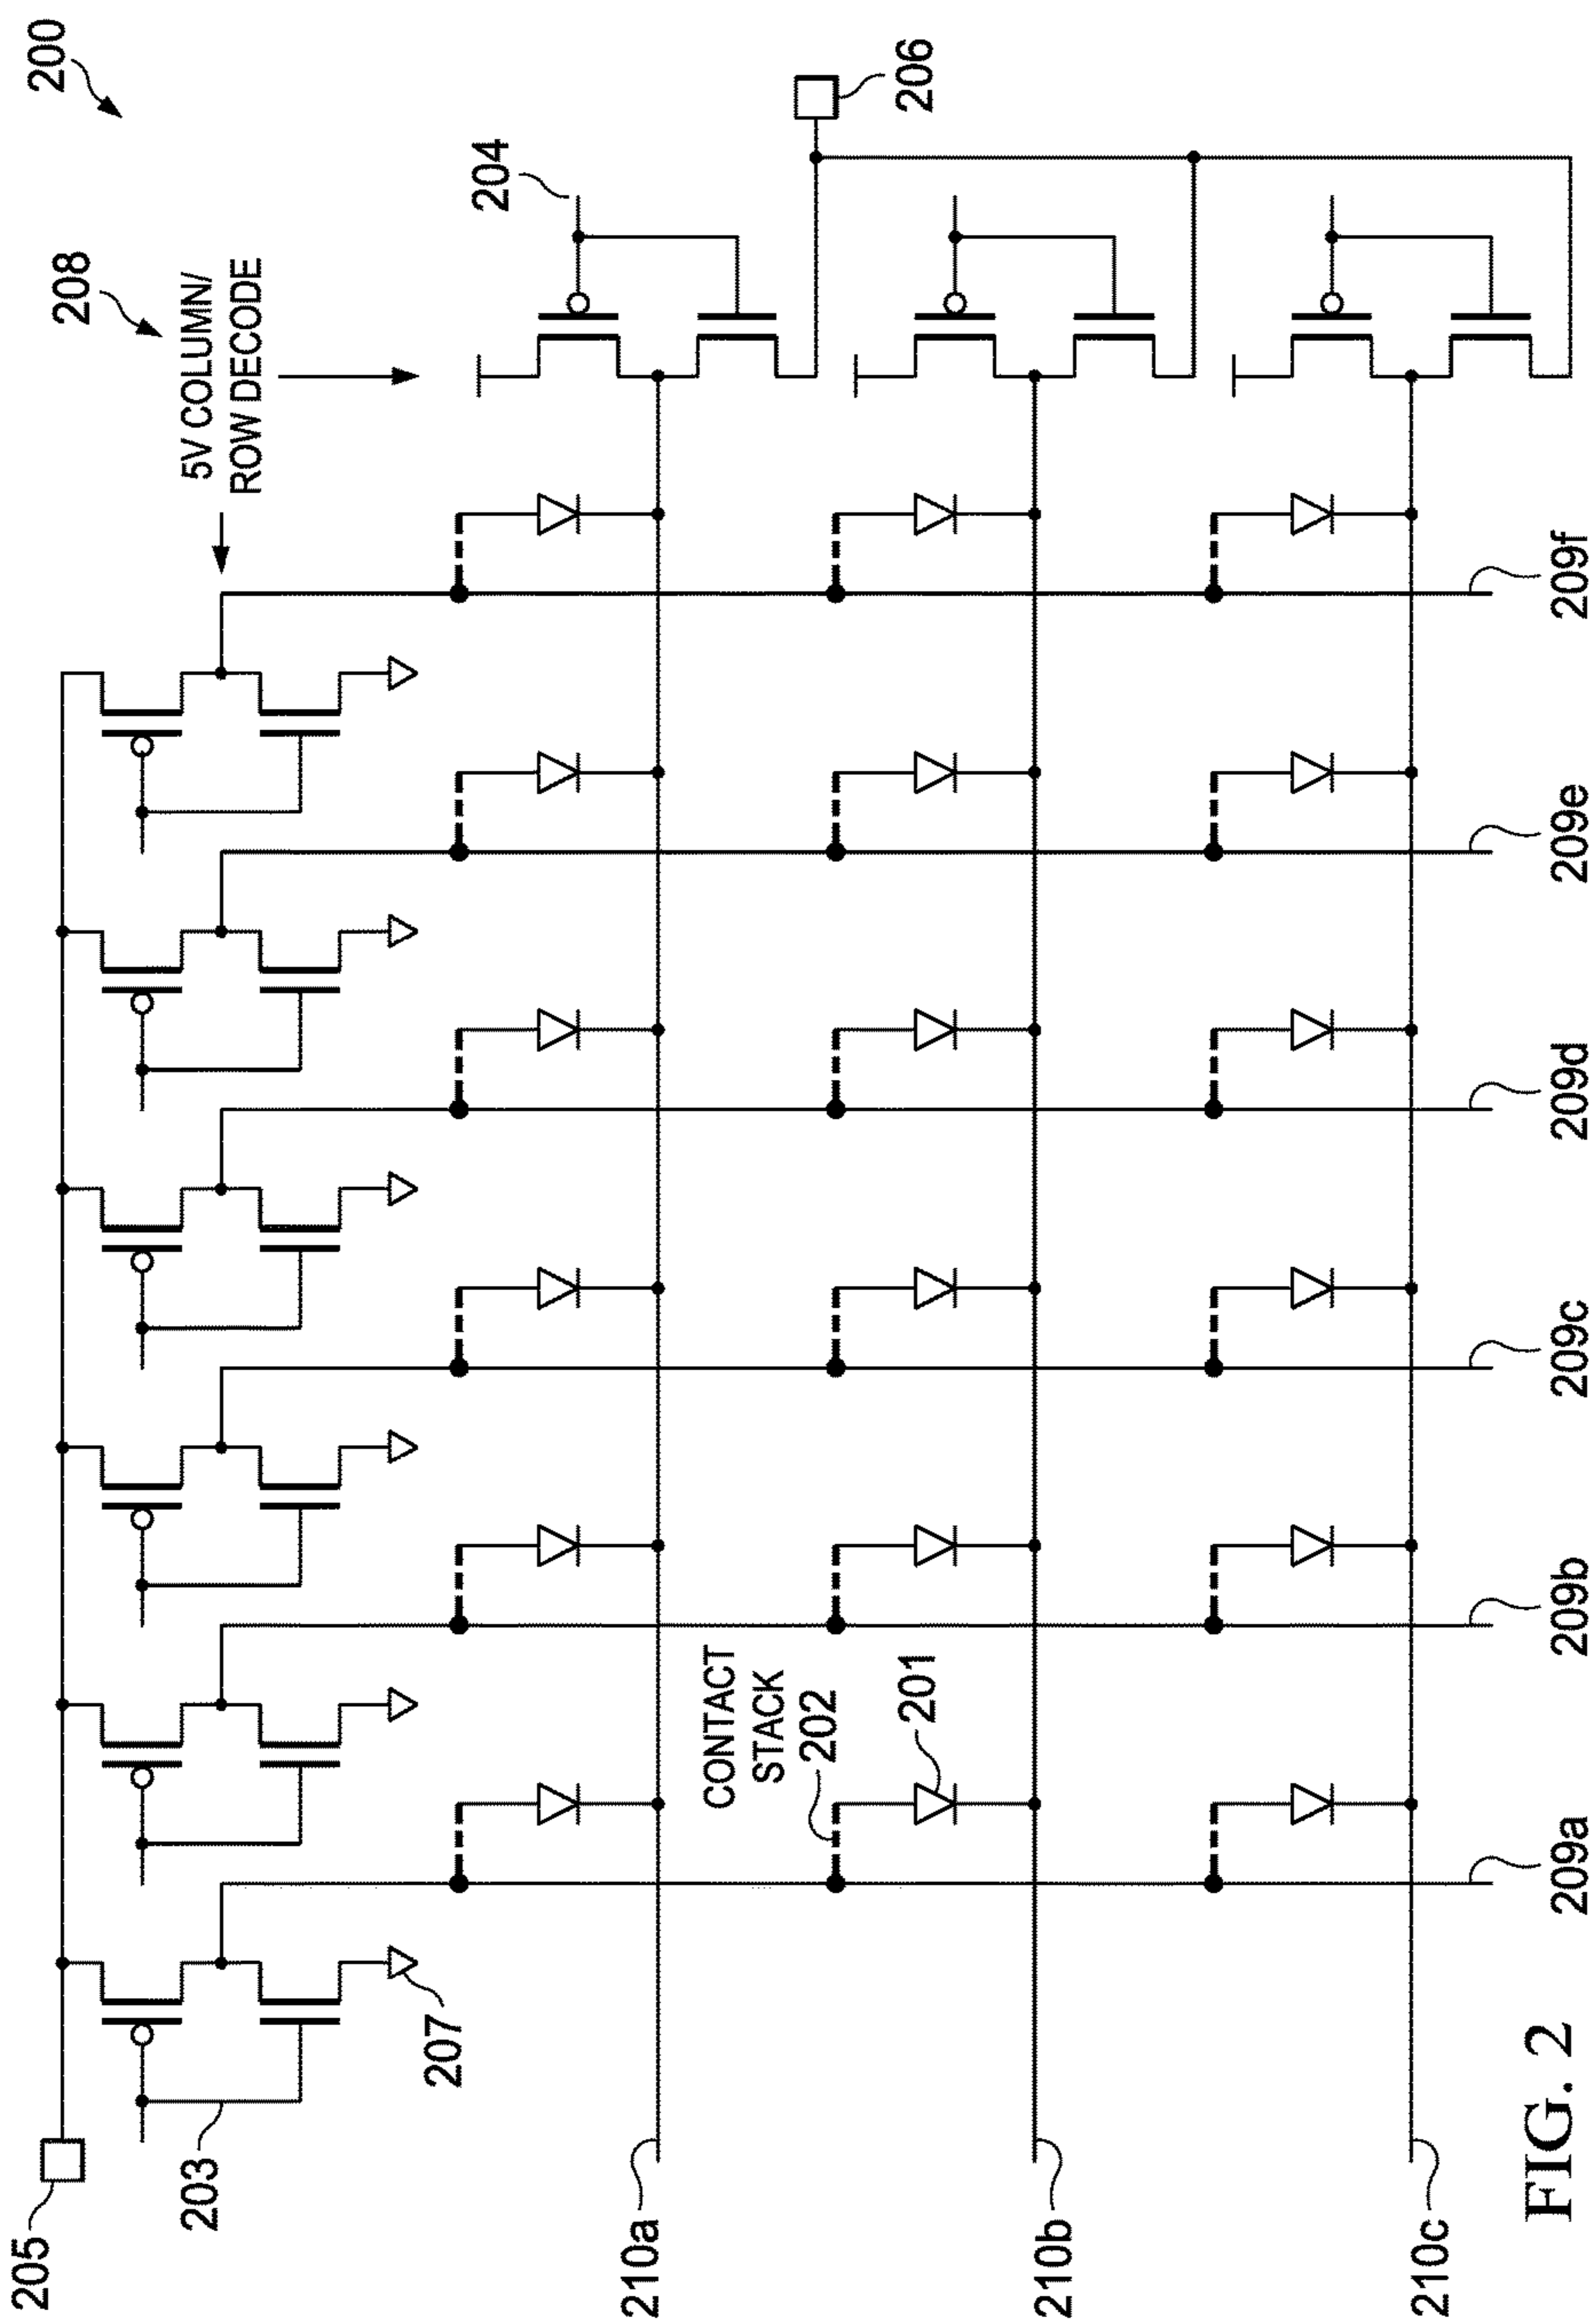 200
208
5V COLUMN/
ROW DECODE
204
206
205
203
207
CONTACT
STACK
202
201
210a
210b
210c
209a
209b
209c
209d
209e
209f
FIG. 2